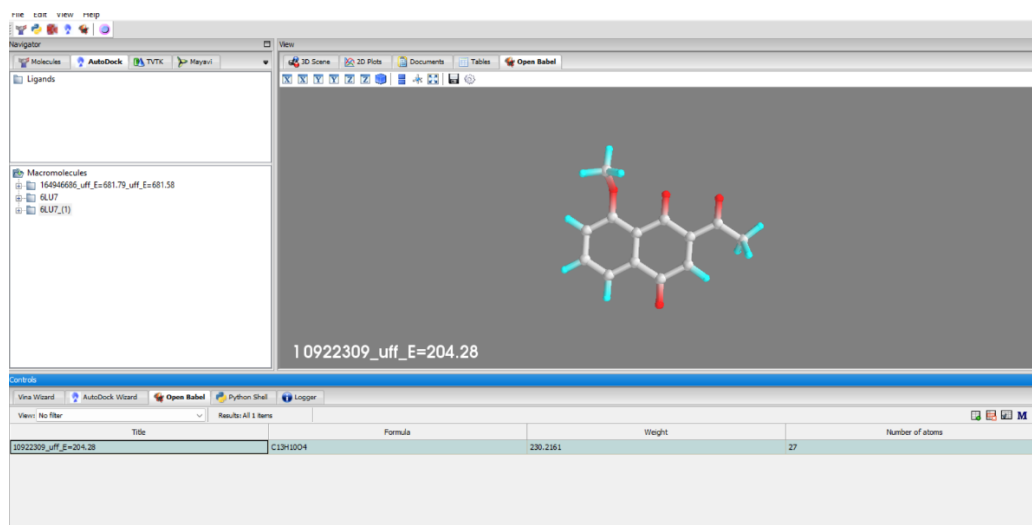 File Edit View Help
Navigator
View
Molecules AutoDock TVTK Mayavi
3D Scene 2D Plots Documents Tables Open Babel
Ligands
X X Y Y Z Z
Macromolecules
164946686_uff_E=681.79_uff_E=681.58
6LU7
6LU7_(1)
10922309_uff_E=204.28
Controls
Vina Wizard AutoDock Wizard Open Babel Python Shell Logger
View: No filter Results: All 1 items M
Title Formula Weight Number of atoms
10922309_uff_E=204.28 C13H10O4 230.2161 27